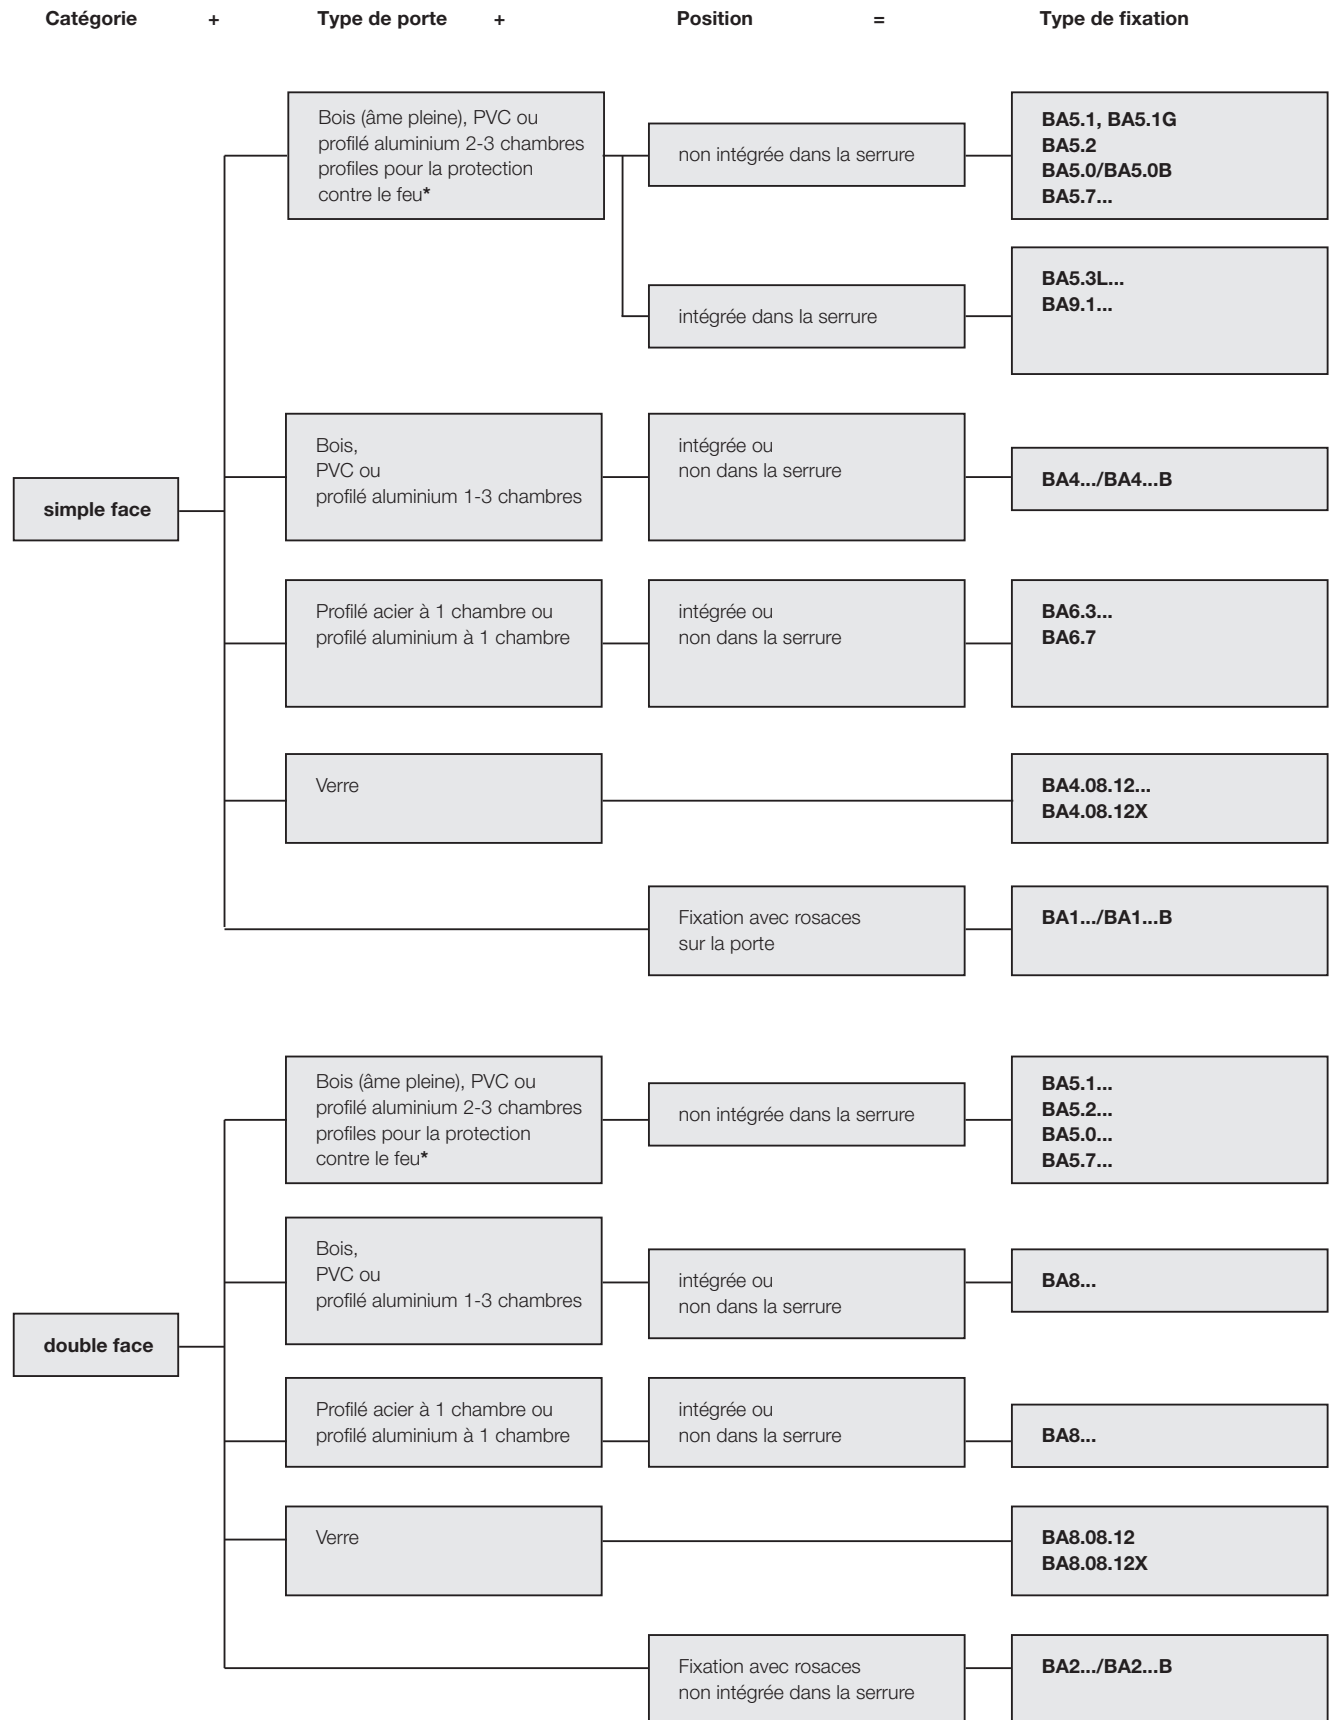 Catégorie + Type de porte + Position = Type de fixation
Bois (âme pleine), PVC ou
profilé aluminium 2-3 chambres
profiles pour la protection
contre le feu*
non intégrée dans la serrure
BA5.1, BA5.1G
BA5.2
BA5.0/BA5.0B
BA5.7...
intégrée dans la serrure
BA5.3L...
BA9.1...
simple face
Bois,
PVC ou
profilé aluminium 1-3 chambres
intégrée ou
non dans la serrure
BA4.../BA4...B
Profilé acier à 1 chambre ou
profilé aluminium à 1 chambre
intégrée ou
non dans la serrure
BA6.3...
BA6.7
Verre
BA4.08.12...
BA4.08.12X
Fixation avec rosaces
sur la porte
BA1.../BA1...B
Bois (âme pleine), PVC ou
profilé aluminium 2-3 chambres
profiles pour la protection
contre le feu*
non intégrée dans la serrure
BA5.1...
BA5.2...
BA5.0...
BA5.7...
Bois,
PVC ou
profilé aluminium 1-3 chambres
intégrée ou
non dans la serrure
BA8...
double face
Profilé acier à 1 chambre ou
profilé aluminium à 1 chambre
intégrée ou
non dans la serrure
BA8...
Verre
BA8.08.12
BA8.08.12X
Fixation avec rosaces
non intégrée dans la serrure
BA2.../BA2...B